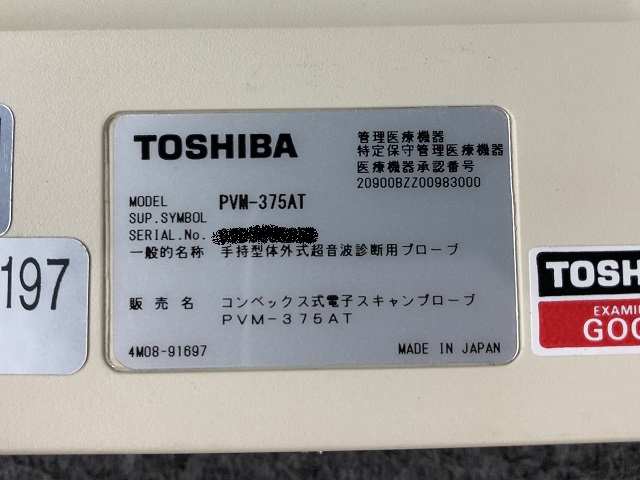 TOSHIBA
管理医療機器
特定保守管理医療機器
医療機器承認番号
20900BZZ00983000
MODEL PVM-375AT
SUP.SYMBOL
SERIAL.No.
一般的名称 手持型体外式超音波診断用プローブ
販売名 コンベックス式電子スキャンプローブ
PVM-375AT
4M08-91697 MADE IN JAPAN
197
TOSH
EXAMI
GOO